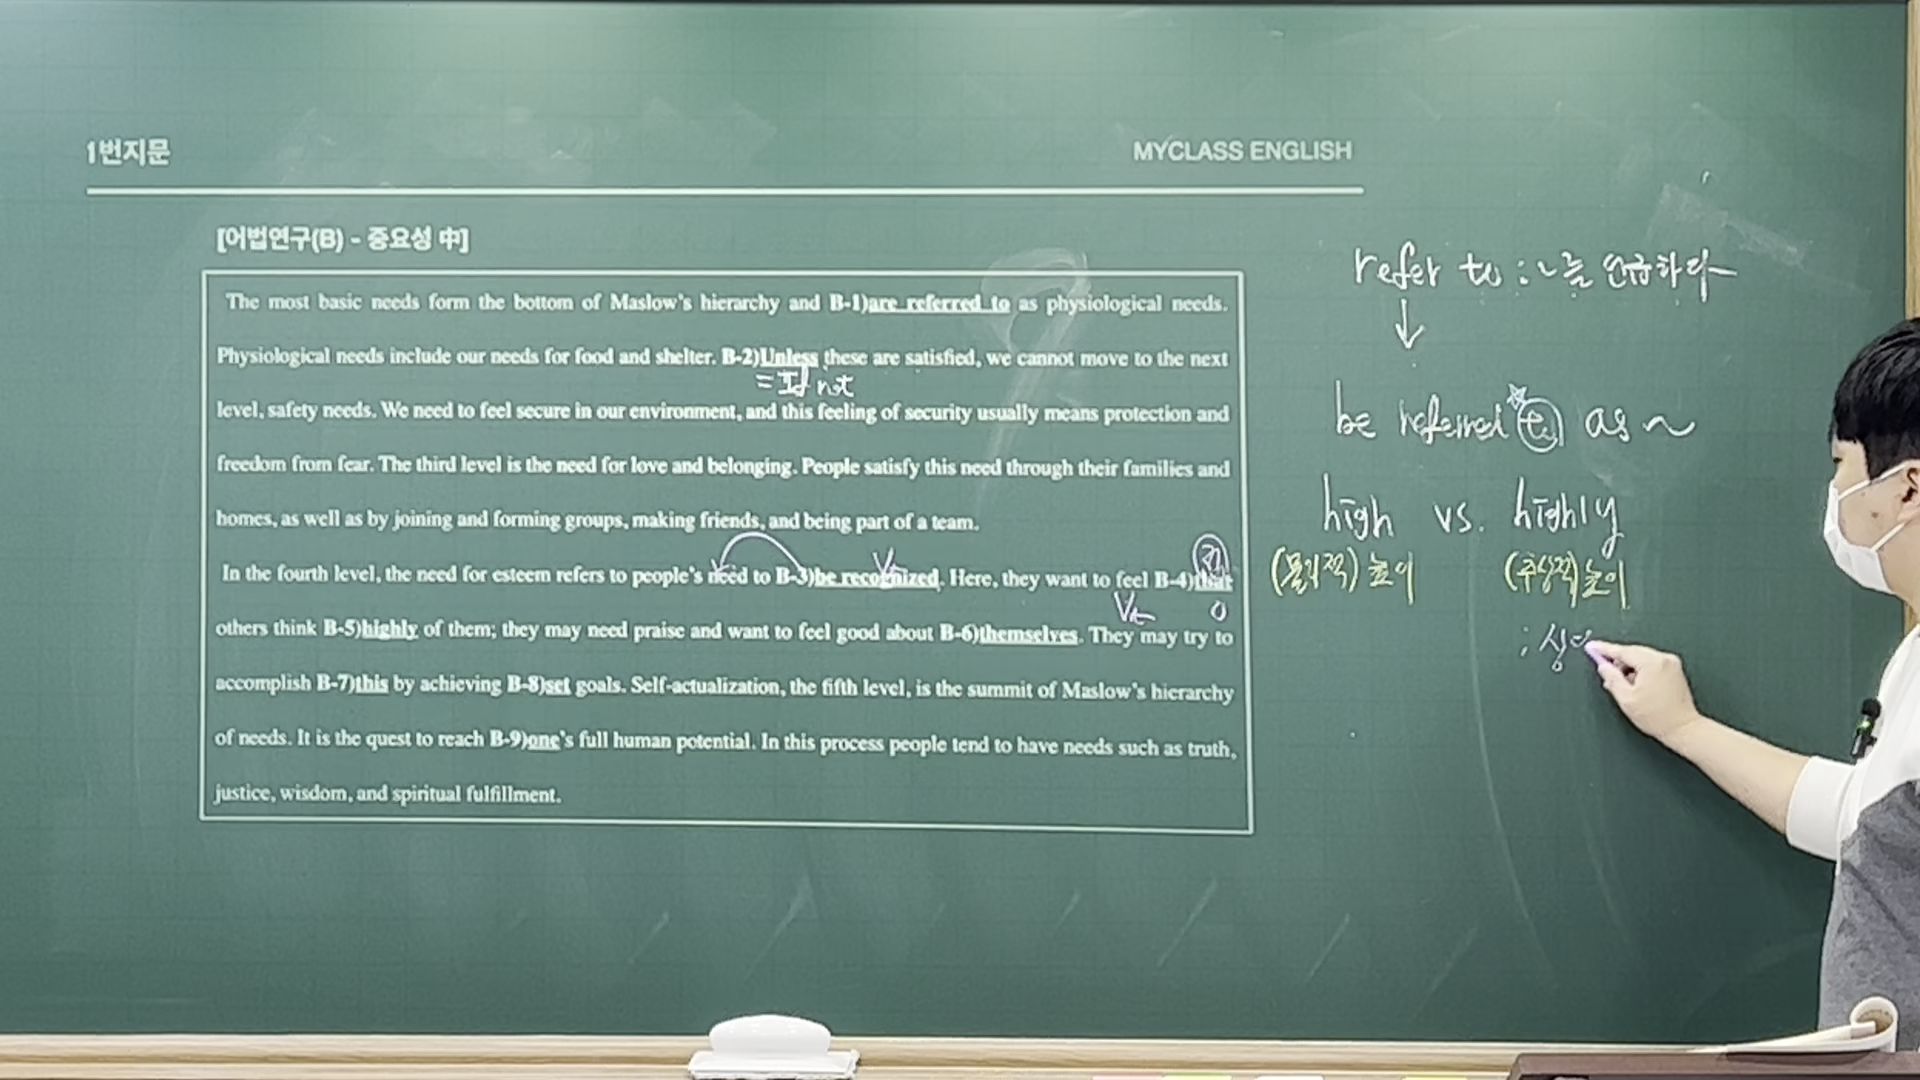 1번지문
MYCLASS ENGLISH
[어법연구(B) - 중요성 中]
The most basic needs form the bottom of Maslow's hierarchy and B-1)are referred to as physiological needs.
Physiological needs include our needs for food and shelter. B-2)Unless these are satisfied, we cannot move to the next
= If not
level, safety needs. We need to feel secure in our environment, and this feeling of security usually means protection and
freedom from fear. The third level is the need for love and belonging. People satisfy this need through their families and
homes, as well as by joining and forming groups, making friends, and being part of a team.
In the fourth level, the need for esteem refers to people's need to B-3)be recognized. Here, they want to feel B-4)that
others think B-5)highly of them; they may need praise and want to feel good about B-6)themselves. They may try to
accomplish B-7)this by achieving B-8)set goals. Self-actualization, the fifth level, is the summit of Maslow's hierarchy
of needs. It is the quest to reach B-9)one's full human potential. In this process people tend to have needs such as truth,
justice, wisdom, and spiritual fulfillment.
refer to : ~를 언급하다
↓
be referred to as ~
high vs. highly
(물리적) 높이 (추상적) 높이